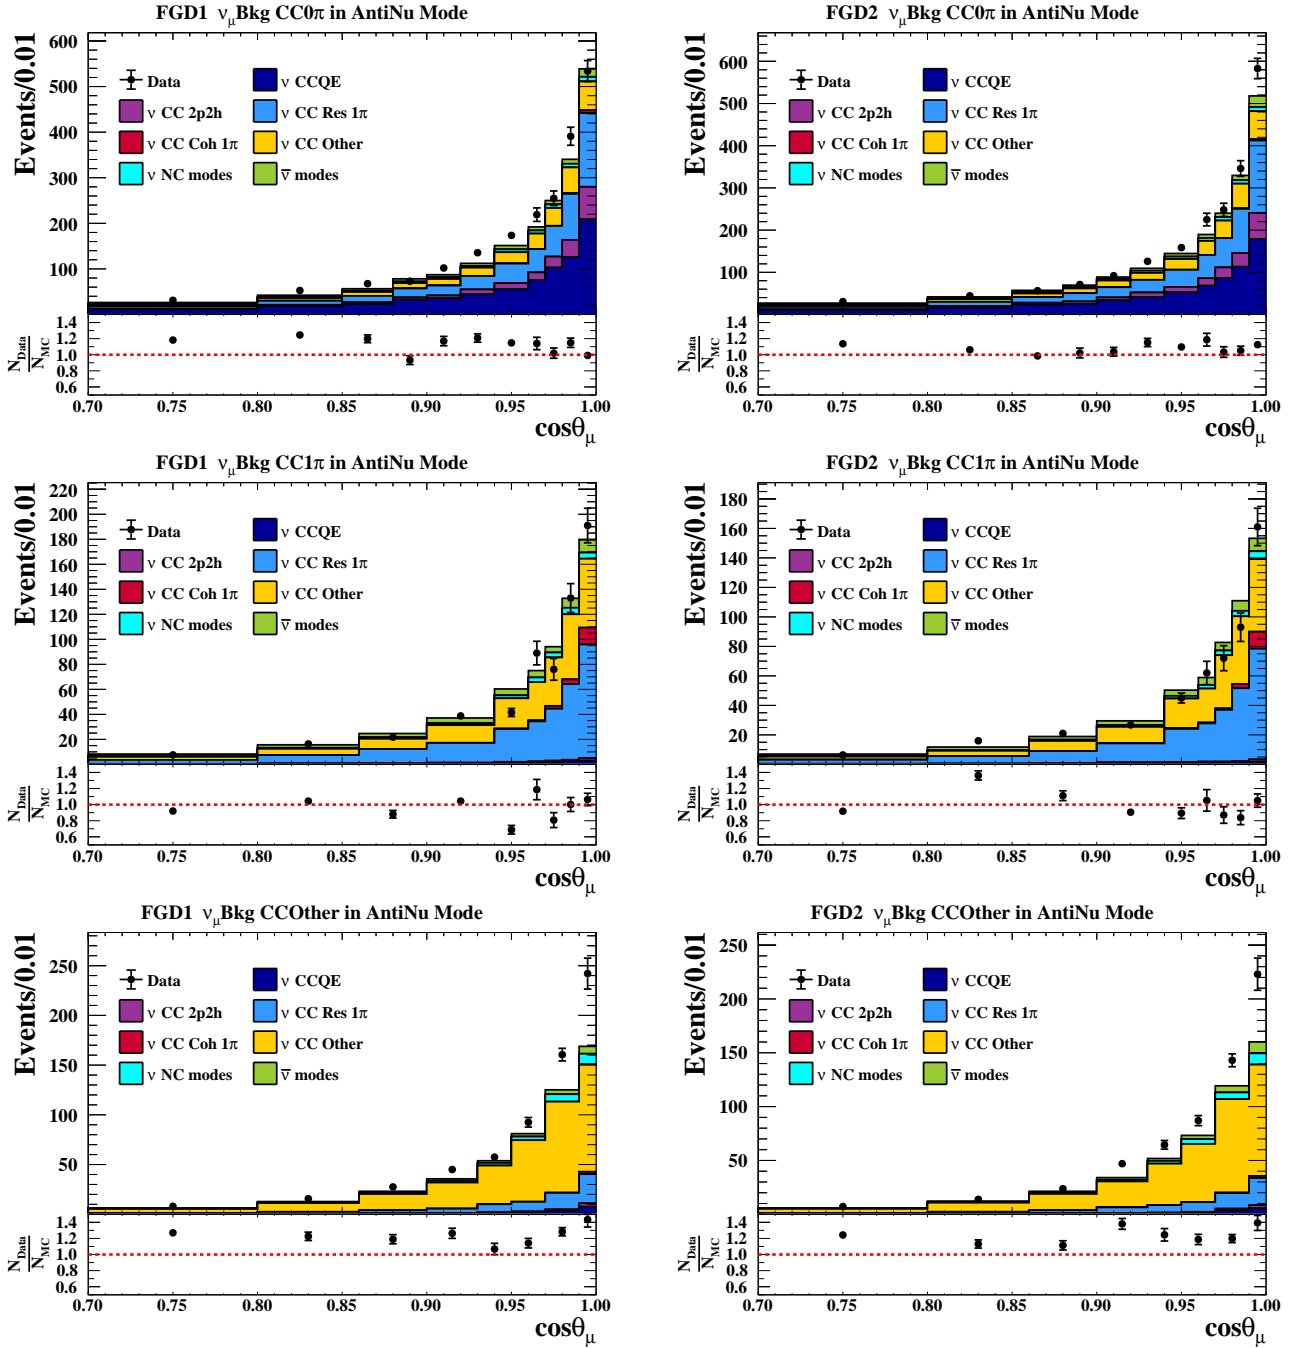 FGD1 νμBkg CC0π in AntiNu Mode
Events/0.01
600
500
400
300
200
100
Data
ν CCQE
ν CC 2p2h
ν CC Res 1π
ν CC Coh 1π
ν CC Other
ν NC modes
ν̄ modes
NData/NMC
1.4
1.2
1.0
0.8
0.6
0.70 0.75 0.80 0.85 0.90 0.95 1.00
cosθμ
FGD2 νμBkg CC0π in AntiNu Mode
Events/0.01
600
500
400
300
200
100
Data
ν CCQE
ν CC 2p2h
ν CC Res 1π
ν CC Coh 1π
ν CC Other
ν NC modes
ν̄ modes
NData/NMC
1.4
1.2
1.0
0.8
0.6
0.70 0.75 0.80 0.85 0.90 0.95 1.00
cosθμ
FGD1 νμBkg CC1π in AntiNu Mode
Events/0.01
220
200
180
160
140
120
100
80
60
40
20
Data
ν CCQE
ν CC 2p2h
ν CC Res 1π
ν CC Coh 1π
ν CC Other
ν NC modes
ν̄ modes
NData/NMC
1.4
1.2
1.0
0.8
0.6
0.70 0.75 0.80 0.85 0.90 0.95 1.00
cosθμ
FGD2 νμBkg CC1π in AntiNu Mode
Events/0.01
180
160
140
120
100
80
60
40
20
Data
ν CCQE
ν CC 2p2h
ν CC Res 1π
ν CC Coh 1π
ν CC Other
ν NC modes
ν̄ modes
NData/NMC
1.4
1.2
1.0
0.8
0.6
0.70 0.75 0.80 0.85 0.90 0.95 1.00
cosθμ
FGD1 νμBkg CCOther in AntiNu Mode
Events/0.01
250
200
150
100
50
Data
ν CCQE
ν CC 2p2h
ν CC Res 1π
ν CC Coh 1π
ν CC Other
ν NC modes
ν̄ modes
NData/NMC
1.4
1.2
1.0
0.8
0.6
0.70 0.75 0.80 0.85 0.90 0.95 1.00
cosθμ
FGD2 νμBkg CCOther in AntiNu Mode
Events/0.01
250
200
150
100
50
Data
ν CCQE
ν CC 2p2h
ν CC Res 1π
ν CC Coh 1π
ν CC Other
ν NC modes
ν̄ modes
NData/NMC
1.4
1.2
1.0
0.8
0.6
0.70 0.75 0.80 0.85 0.90 0.95 1.00
cosθμ